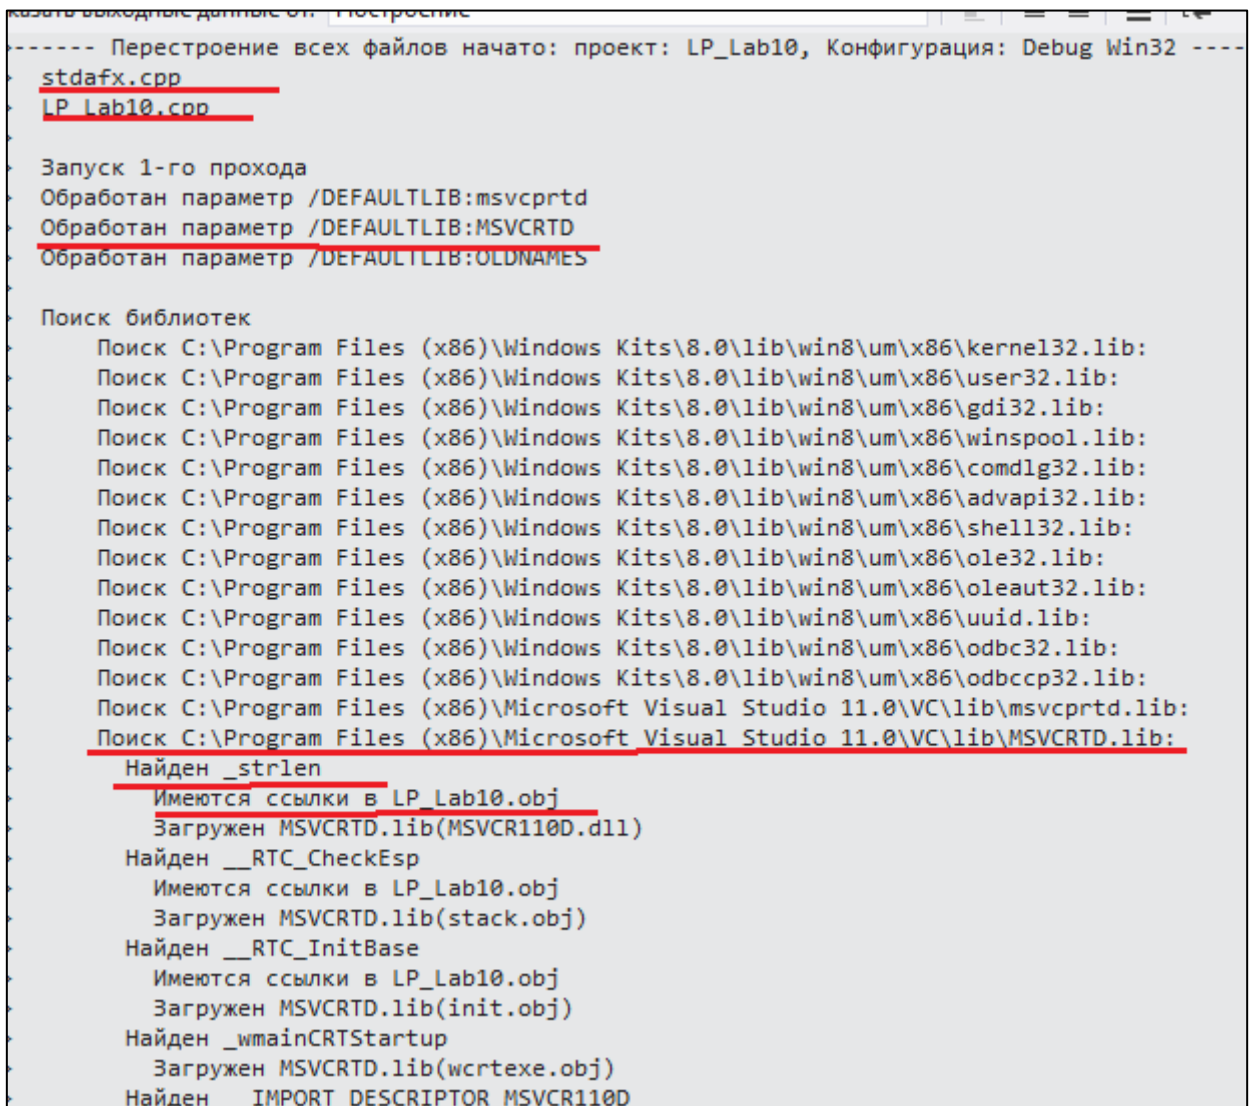 казать выходные данные от: Построение
------ Перестроение всех файлов начато: проект: LP_Lab10, Конфигурация: Debug Win32 ----
stdafx.cpp
LP_Lab10.cpp
Запуск 1-го прохода
Обработан параметр /DEFAULTLIB:msvcprtd
Обработан параметр /DEFAULTLIB:MSVCRTD
Обработан параметр /DEFAULTLIB:OLDNAMES
Поиск библиотек
Поиск C:\Program Files (x86)\Windows Kits\8.0\lib\win8\um\x86\kernel32.lib:
Поиск C:\Program Files (x86)\Windows Kits\8.0\lib\win8\um\x86\user32.lib:
Поиск C:\Program Files (x86)\Windows Kits\8.0\lib\win8\um\x86\gdi32.lib:
Поиск C:\Program Files (x86)\Windows Kits\8.0\lib\win8\um\x86\winspool.lib:
Поиск C:\Program Files (x86)\Windows Kits\8.0\lib\win8\um\x86\comdlg32.lib:
Поиск C:\Program Files (x86)\Windows Kits\8.0\lib\win8\um\x86\advapi32.lib:
Поиск C:\Program Files (x86)\Windows Kits\8.0\lib\win8\um\x86\shell32.lib:
Поиск C:\Program Files (x86)\Windows Kits\8.0\lib\win8\um\x86\ole32.lib:
Поиск C:\Program Files (x86)\Windows Kits\8.0\lib\win8\um\x86\oleaut32.lib:
Поиск C:\Program Files (x86)\Windows Kits\8.0\lib\win8\um\x86\uuid.lib:
Поиск C:\Program Files (x86)\Windows Kits\8.0\lib\win8\um\x86\odbc32.lib:
Поиск C:\Program Files (x86)\Windows Kits\8.0\lib\win8\um\x86\odbccp32.lib:
Поиск C:\Program Files (x86)\Microsoft Visual Studio 11.0\VC\lib\msvcprtd.lib:
Поиск C:\Program Files (x86)\Microsoft Visual Studio 11.0\VC\lib\MSVCRTD.lib:
Найден _strlen
Имеются ссылки в LP_Lab10.obj
Загружен MSVCRTD.lib(MSVCR110D.dll)
Найден __RTC_CheckEsp
Имеются ссылки в LP_Lab10.obj
Загружен MSVCRTD.lib(stack.obj)
Найден __RTC_InitBase
Имеются ссылки в LP_Lab10.obj
Загружен MSVCRTD.lib(init.obj)
Найден _wmainCRTStartup
Загружен MSVCRTD.lib(wcrtexe.obj)
Найден __IMPORT_DESCRIPTOR_MSVCR110D